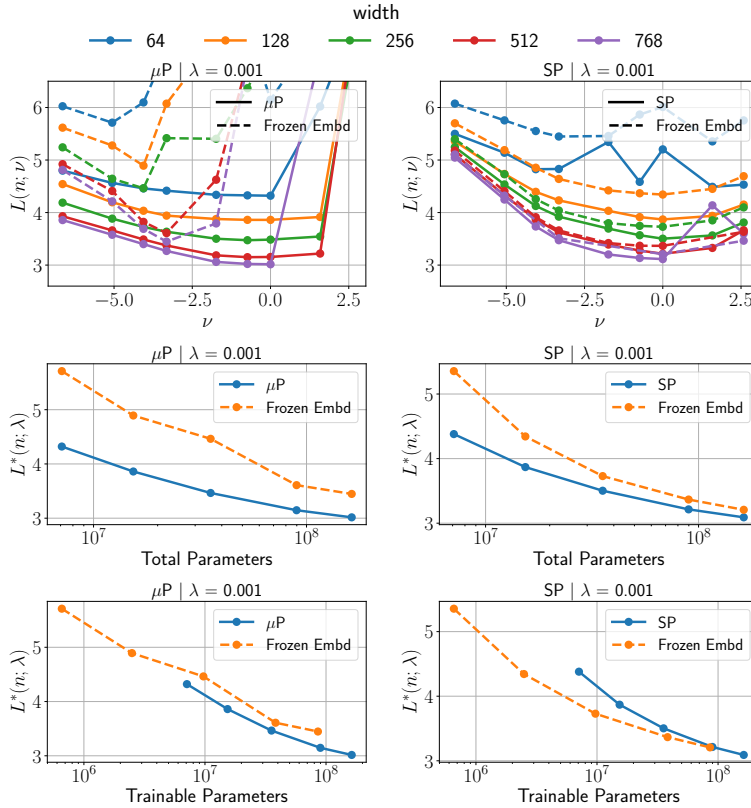 width
64 128 256 512 768
μP | λ = 0.001
SP | λ = 0.001
L(n; ν)
6
5
4
3
μP
Frozen Embd
−5.0 −2.5 0.0 2.5
ν
L(n; ν)
6
5
4
3
SP
Frozen Embd
−5.0 −2.5 0.0 2.5
ν
μP | λ = 0.001
L*(n; λ)
5
4
3
μP
Frozen Embd
10^7 10^8
Total Parameters
SP | λ = 0.001
L*(n; λ)
5
4
3
SP
Frozen Embd
10^7 10^8
Total Parameters
μP | λ = 0.001
L*(n; λ)
5
4
3
μP
Frozen Embd
10^6 10^7 10^8
Trainable Parameters
SP | λ = 0.001
L*(n; λ)
5
4
3
SP
Frozen Embd
10^6 10^7 10^8
Trainable Parameters